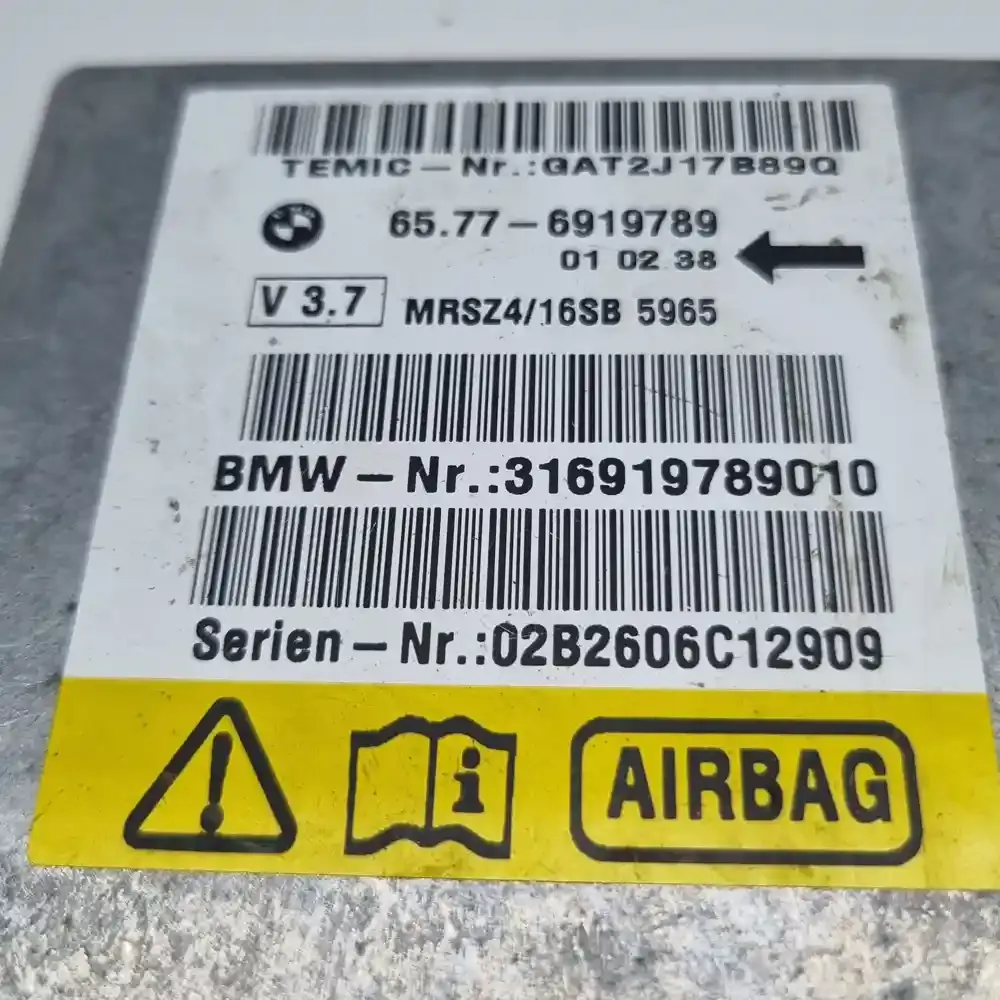 TEMIC-Nr.:GAT2J17B89Q
65.77-6919789
01 02 38
V 3.7 MRSZ4/16SB 5965
BMW-Nr.:316919789010
Serien-Nr.:02B2606C12909
i
AIRBAG